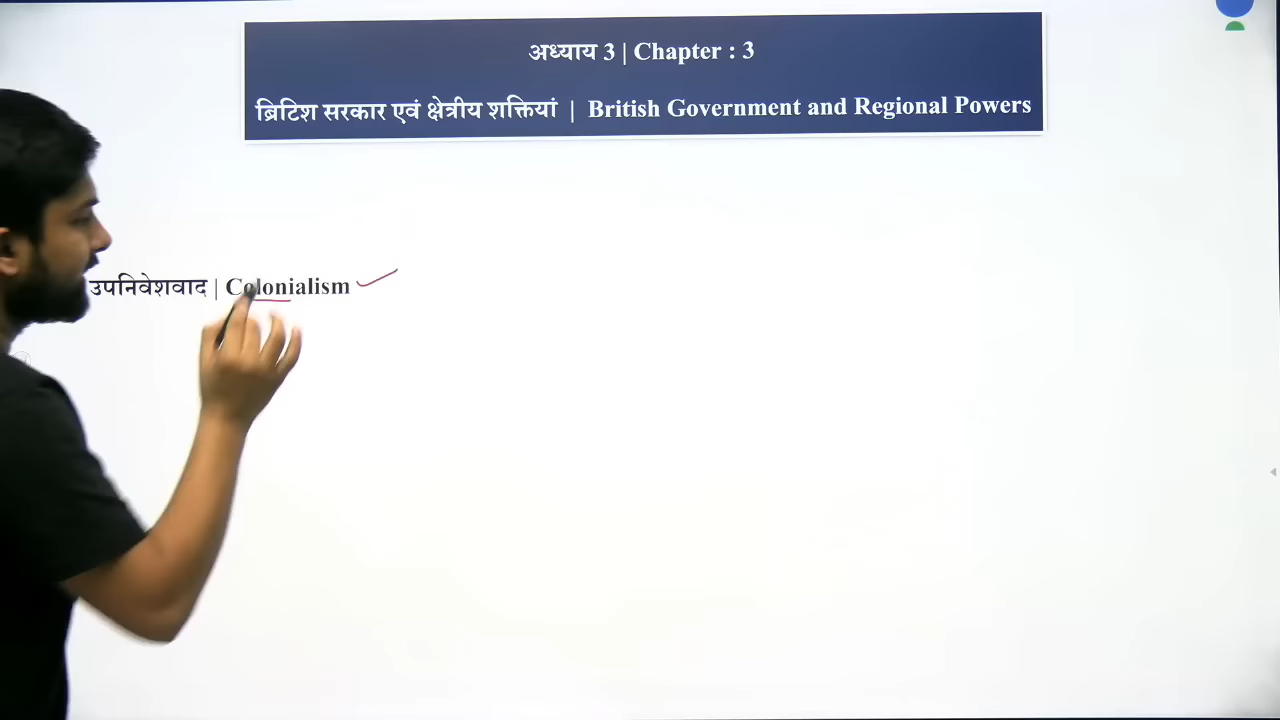 अध्याय 3 | Chapter : 3
ब्रिटिश सरकार एवं क्षेत्रीय शक्तियां | British Government and Regional Powers
उपनिवेशवाद | Colonialism